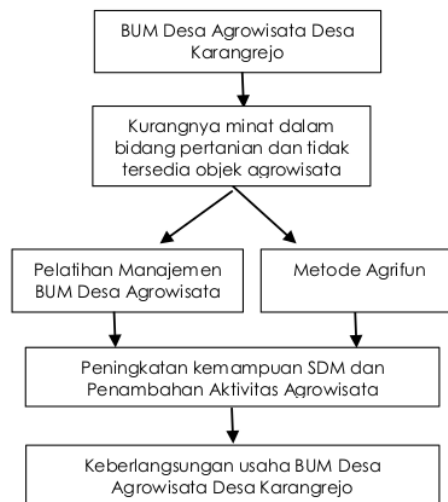 BUM Desa Agrowisata Desa
Karangrejo
Kurangnya minat dalam
bidang pertanian dan tidak
tersedia objek agrowisata
Pelatihan Manajemen
BUM Desa Agrowisata
Metode Agrifun
Peningkatan kemampuan SDM dan
Penambahan Aktivitas Agrowisata
Keberlangsungan usaha BUM Desa
Agrowisata Desa Karangrejo